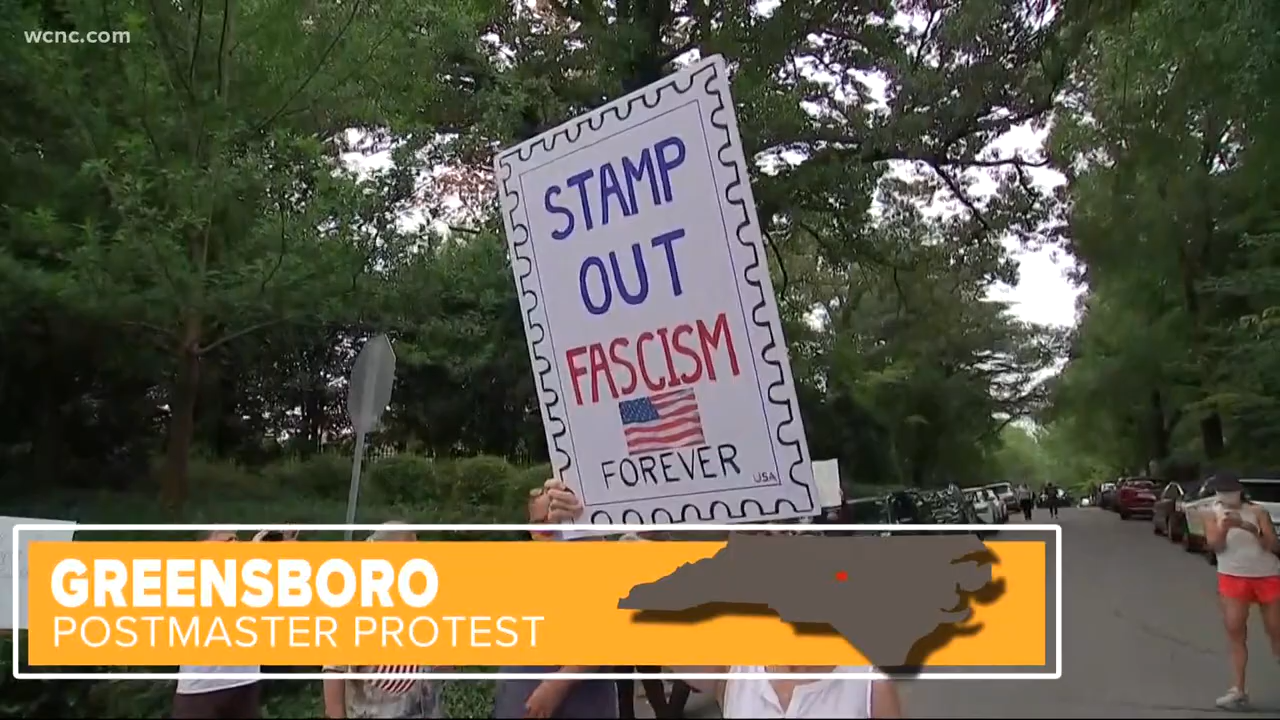 wcnc.com
STAMP
OUT
FASCISM
FOREVER
USA
GREENSBORO
POSTMASTER PROTEST